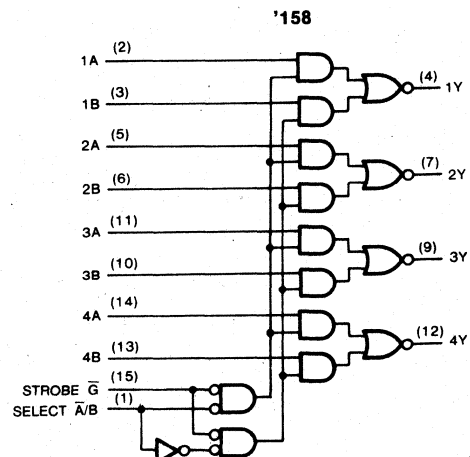 '158
1A (2)
(4) 1Y
1B (3)
2A (5)
(7) 2Y
2B (6)
3A (11)
(9) 3Y
3B (10)
4A (14)
(12) 4Y
4B (13)
STROBE G̅ (15)
SELECT A̅/B (1)